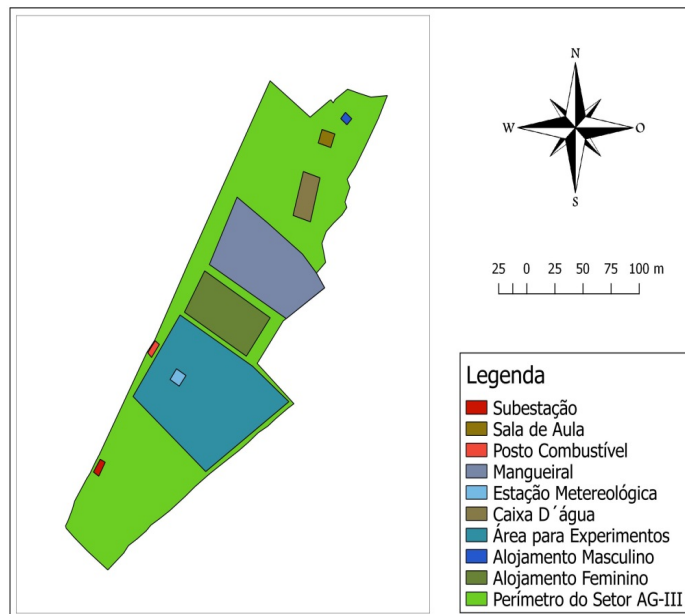 N
W O
S
25 0 25 50 75 100 m
Legenda
Subestação
Sala de Aula
Posto Combustível
Mangueiral
Estação Metereológica
Caixa D´água
Área para Experimentos
Alojamento Masculino
Alojamento Feminino
Perímetro do Setor AG-III